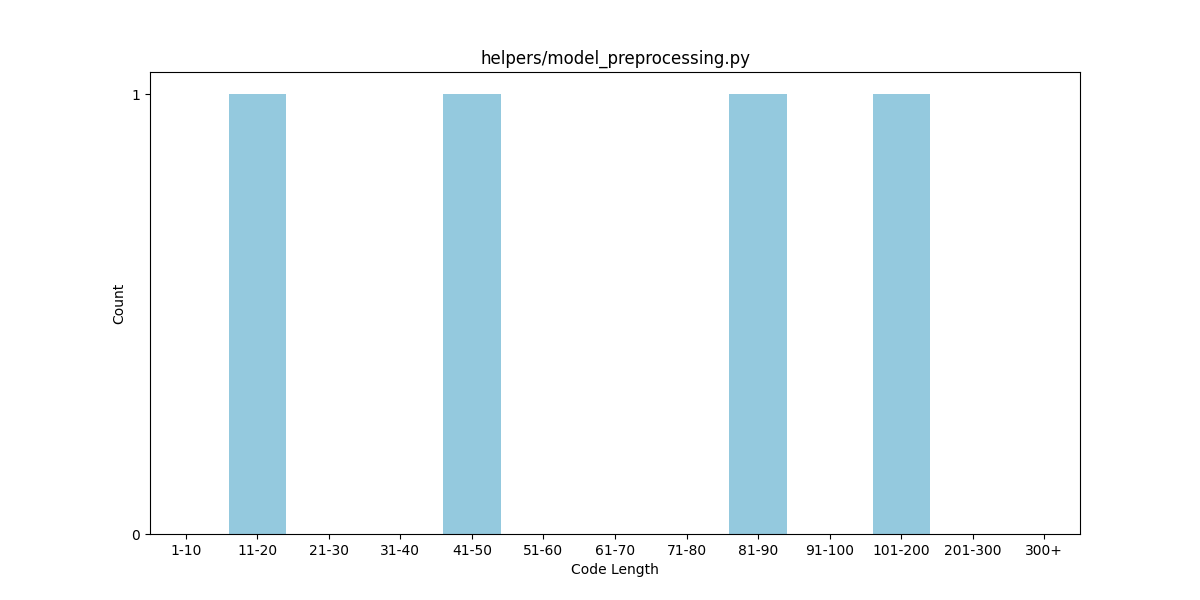 helpers/model_preprocessing.py
1
Count
0
1-10 11-20 21-30 31-40 41-50 51-60 61-70 71-80 81-90 91-100 101-200 201-300 300+
Code Length